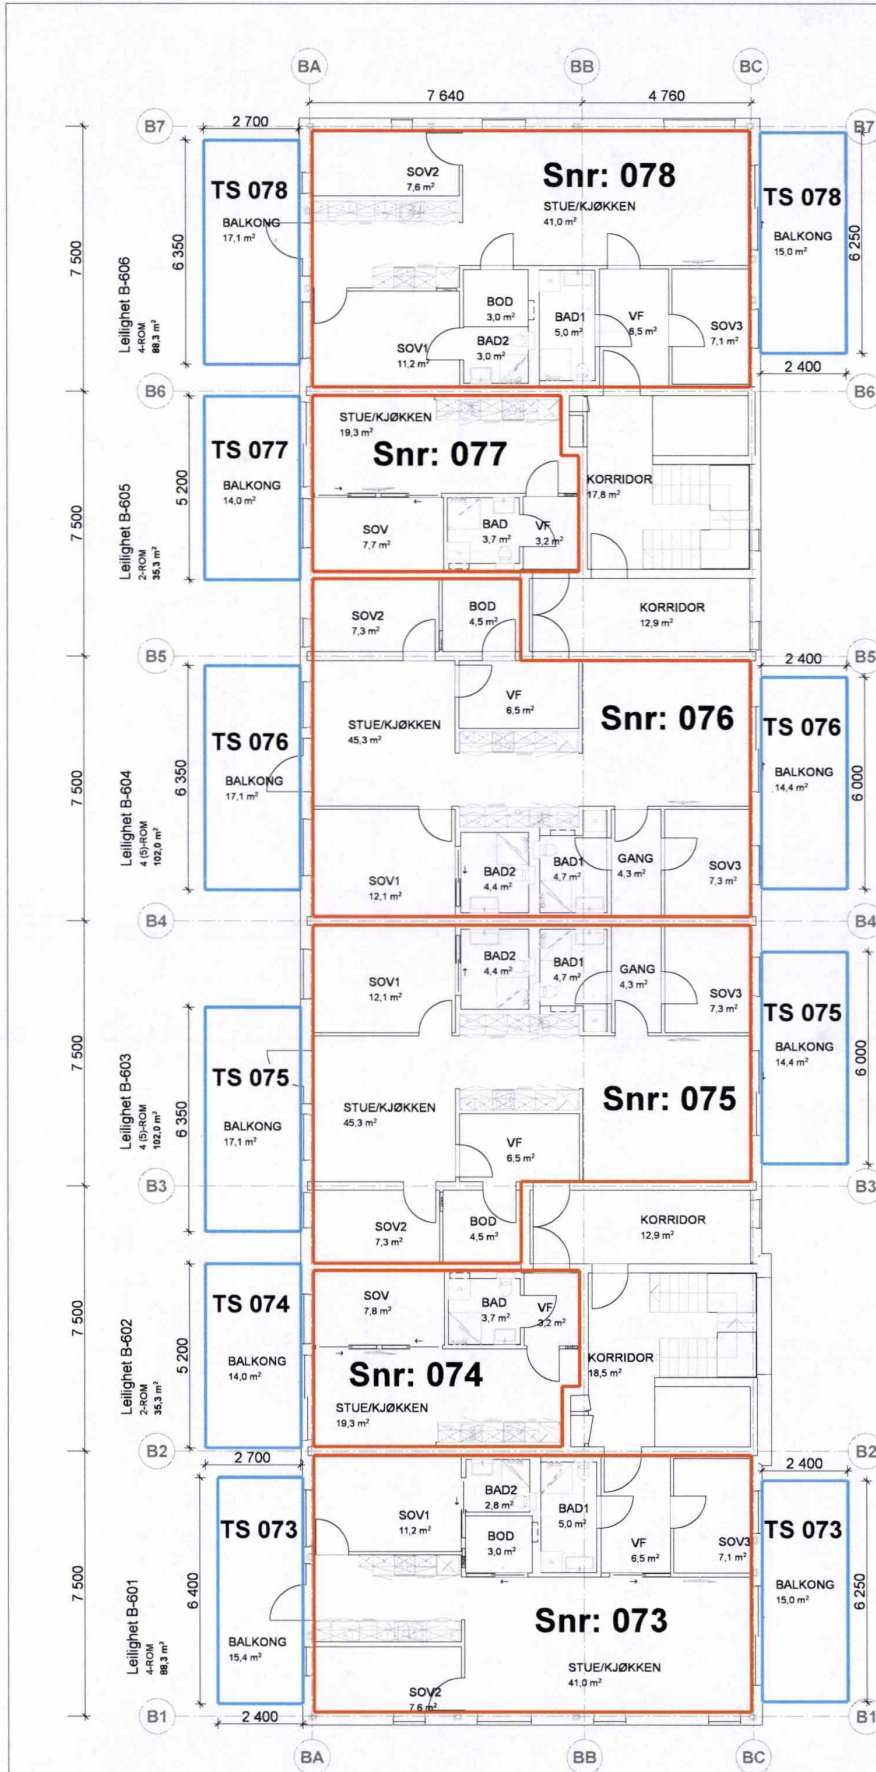 BA
BB
BC
7 640
4 760
B7
2 700
B7
TS 078
BALKONG
17,1 m²
6 350
7 500
Leilighet B-606
4-ROM
88,3 m²
SOV2
7,6 m²
Snr: 078
STUE/KJØKKEN
41,0 m²
BOD
3,0 m²
BAD2
3,0 m²
BAD1
5,0 m²
VF
6,5 m²
SOV3
7,1 m²
SOV1
11,2 m²
TS 078
BALKONG
15,0 m²
6 250
7 500
2 400
B6
B6
TS 077
BALKONG
14,0 m²
5 200
7 500
Leilighet B-605
2-ROM
35,3 m²
STUE/KJØKKEN
19,3 m²
Snr: 077
SOV
7,7 m²
BAD
3,7 m²
VF
3,2 m²
KORRIDOR
17,8 m²
SOV2
7,3 m²
BOD
4,5 m²
KORRIDOR
12,9 m²
B5
B5
2 400
TS 076
BALKONG
17,1 m²
6 350
7 500
Leilighet B-604
4 (5)-ROM
102,0 m²
STUE/KJØKKEN
45,3 m²
VF
6,5 m²
Snr: 076
SOV1
12,1 m²
BAD2
4,4 m²
BAD1
4,7 m²
GANG
4,3 m²
SOV3
7,3 m²
TS 076
BALKONG
14,4 m²
6 000
B4
B4
SOV1
12,1 m²
BAD2
4,4 m²
BAD1
4,7 m²
GANG
4,3 m²
SOV3
7,3 m²
TS 075
BALKONG
14,4 m²
6 000
TS 075
BALKONG
17,1 m²
6 350
7 500
Leilighet B-603
4 (5)-ROM
102,0 m²
STUE/KJØKKEN
45,3 m²
VF
6,5 m²
Snr: 075
B3
B3
SOV2
7,3 m²
BOD
4,5 m²
KORRIDOR
12,9 m²
TS 074
BALKONG
14,0 m²
5 200
7 500
Leilighet B-602
2-ROM
35,3 m²
SOV
7,8 m²
BAD
3,7 m²
VF
3,2 m²
Snr: 074
STUE/KJØKKEN
19,3 m²
KORRIDOR
18,5 m²
B2
B2
2 700
2 400
TS 073
BALKONG
15,4 m²
6 400
7 500
Leilighet B-601
4-ROM
88,3 m²
SOV1
11,2 m²
BAD2
2,8 m²
BOD
3,0 m²
BAD1
5,0 m²
VF
6,5 m²
SOV3
7,1 m²
Snr: 073
STUE/KJØKKEN
41,0 m²
SOV2
7,6 m²
TS 073
BALKONG
15,0 m²
6 250
B1
B1
2 400
BA
BB
BC